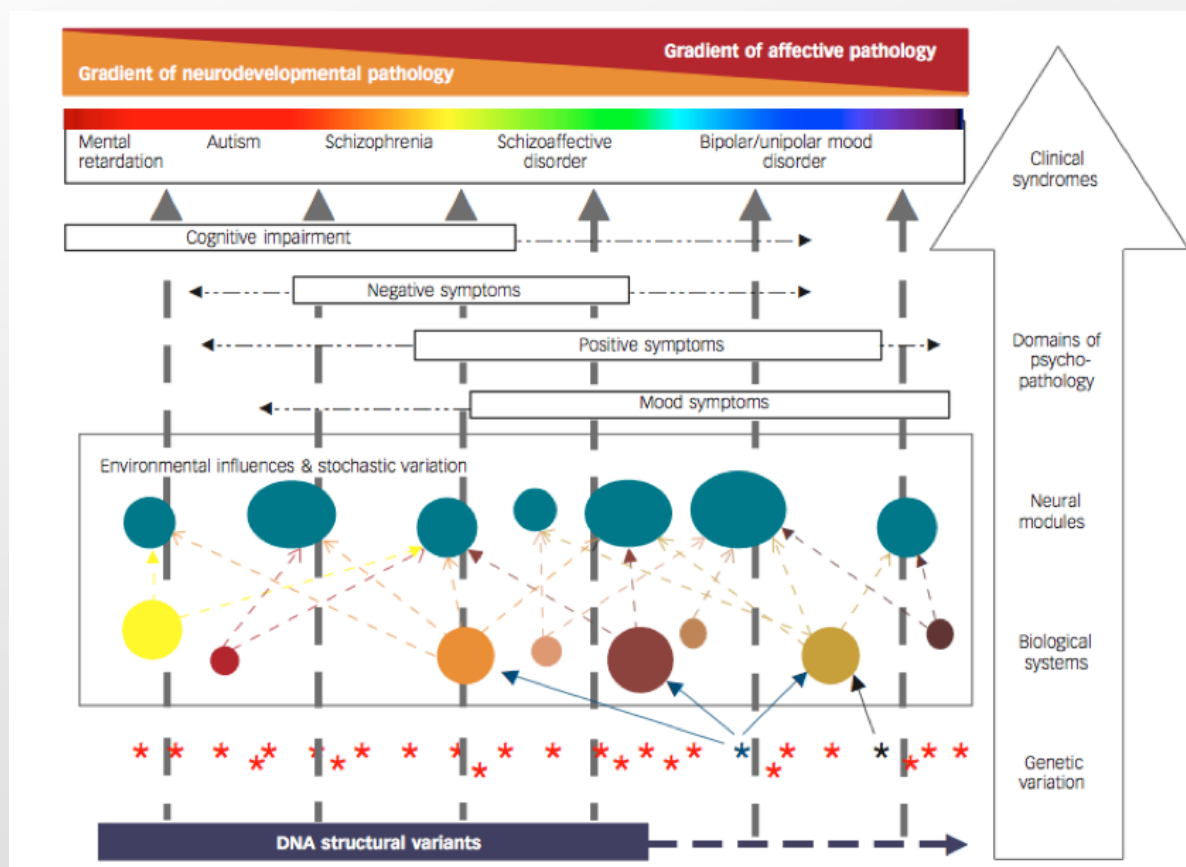 Gradient of affective pathology
Gradient of neurodevelopmental pathology
Mental
retardation
Autism
Schizophrenia
Schizoaffective
disorder
Bipolar/unipolar mood
disorder
Clinical
syndromes
Cognitive impairment
Negative symptoms
Positive symptoms
Mood symptoms
Domains of
psycho-
pathology
Environmental influences & stochastic variation
Neural
modules
Biological
systems
* * * * * * * * * * * * * * * * * * * * * * * * * * *
Genetic
variation
DNA structural variants